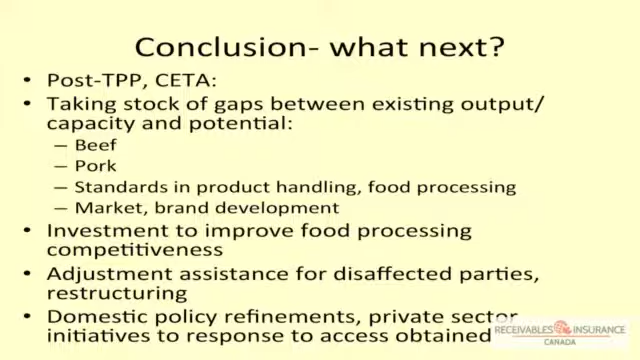 Conclusion- what next?
• Post-TPP, CETA:
• Taking stock of gaps between existing output/
capacity and potential:
– Beef
– Pork
– Standards in product handling, food processing
– Market, brand development
• Investment to improve food processing
competitiveness
• Adjustment assistance for disaffected parties,
restructuring
• Domestic policy refinements, private sector
initiatives to response to access obtained
RECEIVABLES INSURANCE
CANADA